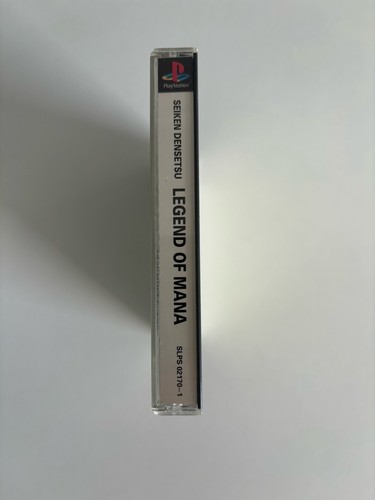 PlayStation
SEIKEN DENSETSU LEGEND OF MANA SLPS 02170~1